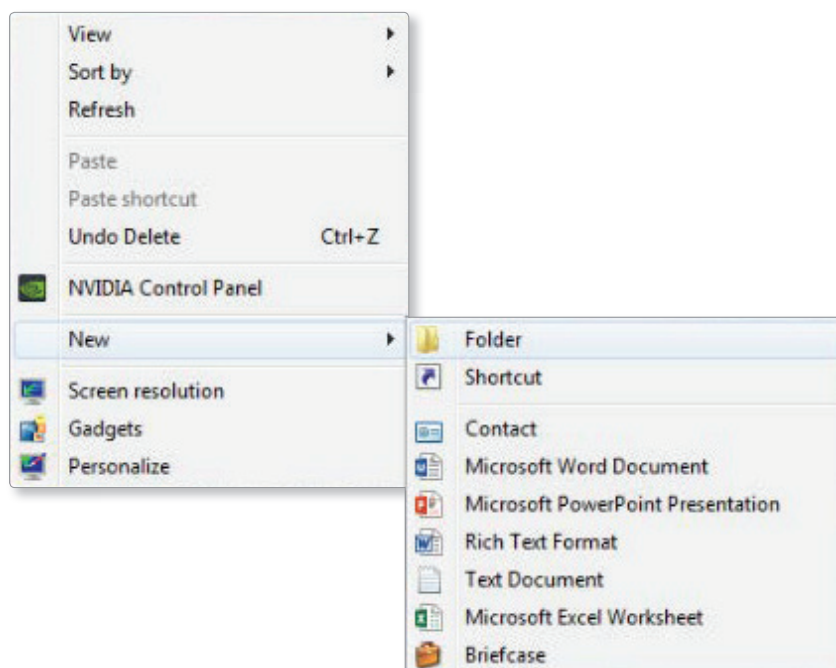 View
Sort by
Refresh
Paste
Paste shortcut
Undo Delete Ctrl+Z
NVIDIA Control Panel
New
Screen resolution
Gadgets
Personalize
Folder
Shortcut
Contact
Microsoft Word Document
Microsoft PowerPoint Presentation
Rich Text Format
Text Document
Microsoft Excel Worksheet
Briefcase